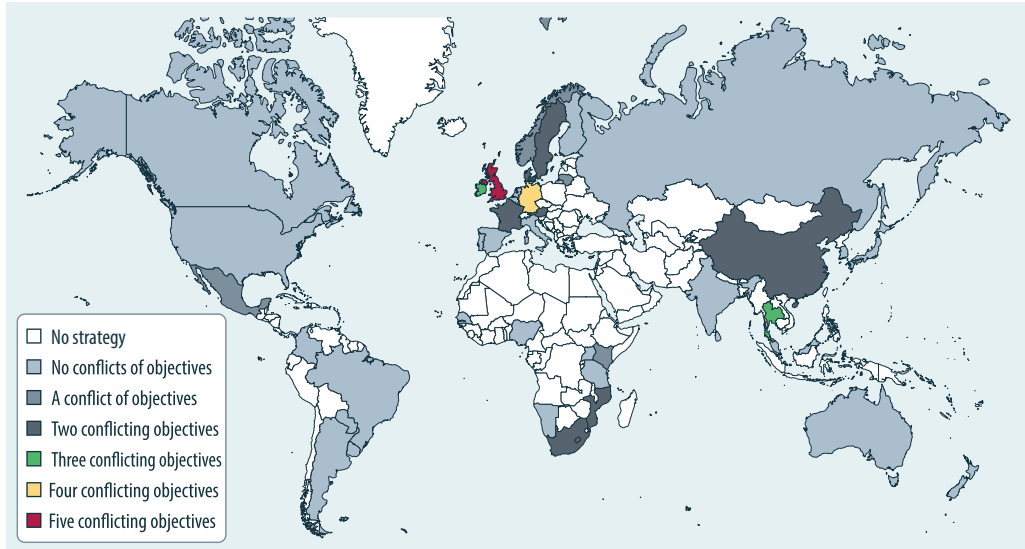 No strategy
No conflicts of objectives
A conflict of objectives
Two conflicting objectives
Three conflicting objectives
Four conflicting objectives
Five conflicting objectives